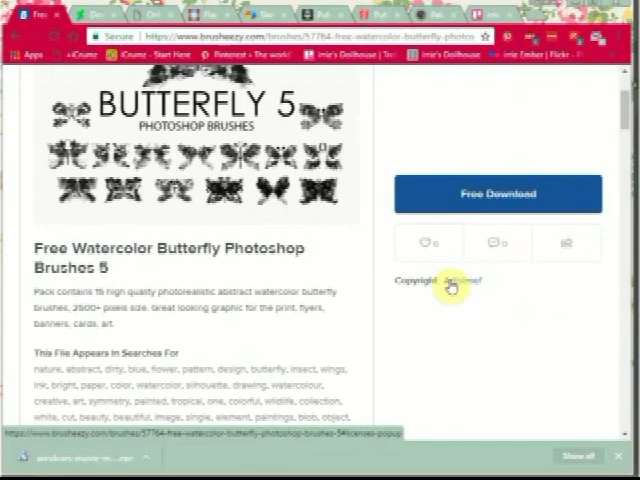 Secure | https://www.brusheezy.com/brushes/57764-free-watercolor-butterfly-photos
Apps iCrumz iCrumz - Start Here Pinterest • The world' Irrie's Dollhouse | Irrie's Dollhouse Irrie Ember | Flickr -
BUTTERFLY 5
PHOTOSHOP BRUSHES
Free Download
6 0
Free Watercolor Butterfly Photoshop
Brushes 5
Copyright
Pack contains 15 high quality photorealistic abstract watercolor butterfly
brushes, 2500+ pixels size. Great looking graphic for the print, flyers,
banners, cards, art.
This File Appears in Searches For
nature, abstract, dirty, blue, flower, pattern, design, butterfly, insect, wings,
ink, bright, paper, color, watercolor, silhouette, drawing, watercolour,
creative, art, symmetry, painted, tropical, one, colorful, wildlife, collection,
white, cut, beauty, beautiful, image, single, element, paintings, blob, object,
https://www.brusheezy.com/brushes/57764-free-watercolor-butterfly-photoshop-brushes-5#licenses-popup
windows-movie-m....exe
Show all